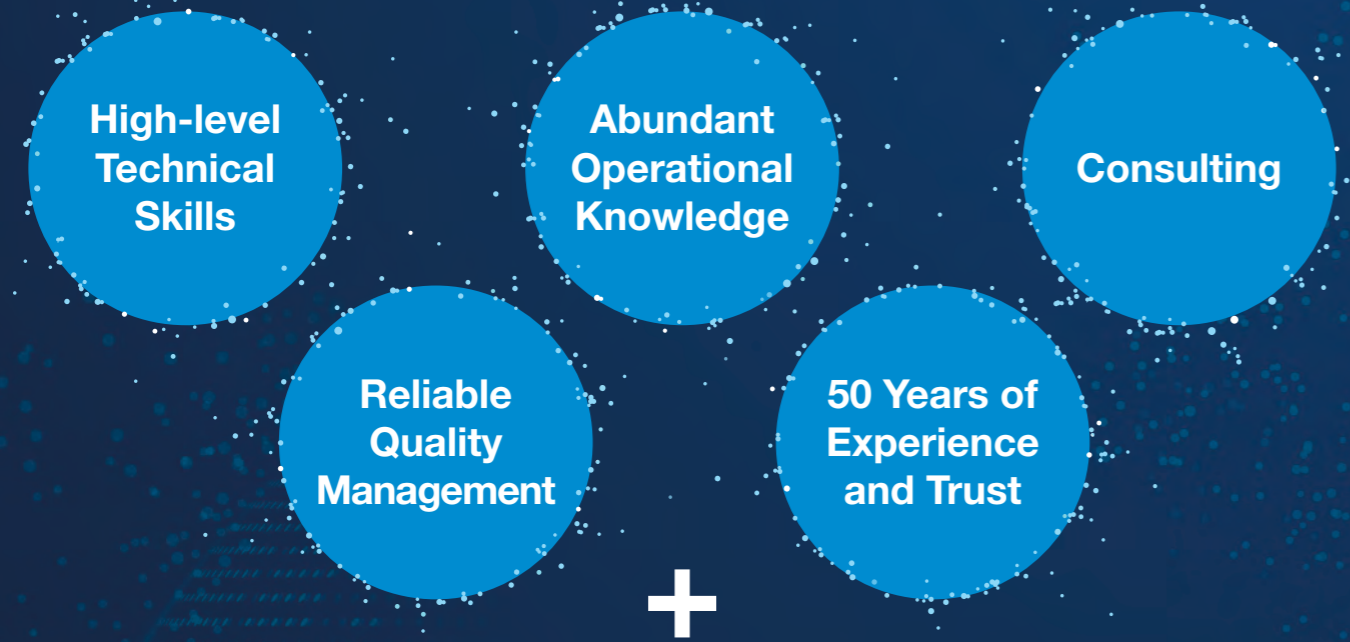 High-level
Technical
Skills
Abundant
Operational
Knowledge
Consulting
Reliable
Quality
Management
50 Years of
Experience
and Trust
+